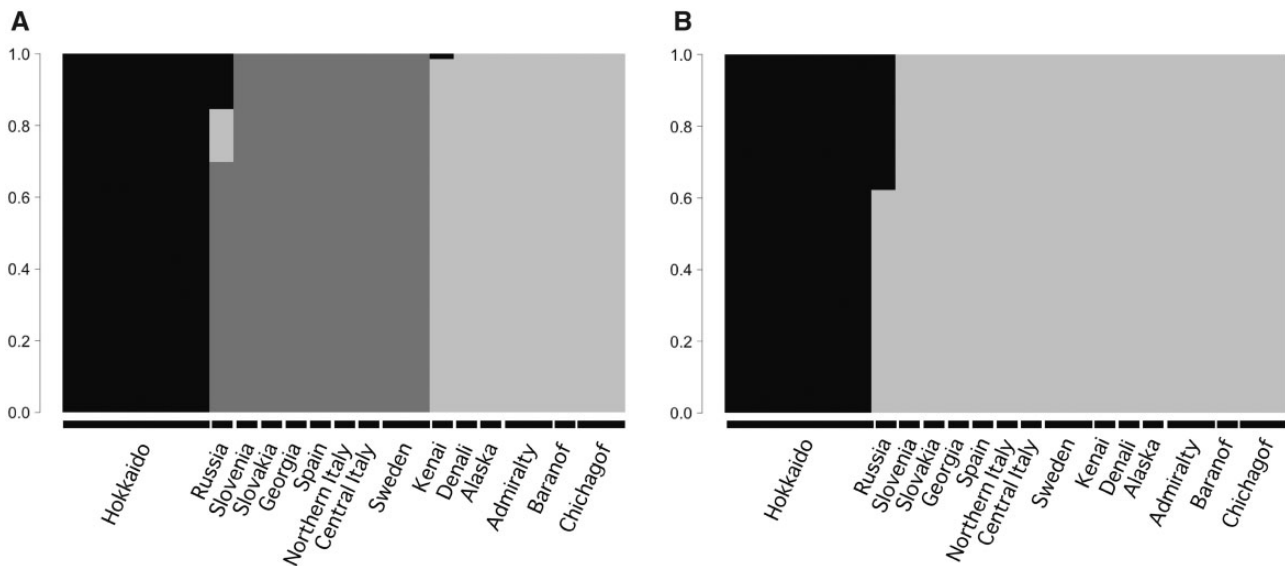 A
1.0
0.8
0.6
0.4
0.2
0.0
Hokkaido
Russia
Slovenia
Slovakia
Georgia
Spain
Northern Italy
Central Italy
Sweden
Kenai
Denali
Alaska
Admiralty
Baranof
Chichagof
B
1.0
0.8
0.6
0.4
0.2
0.0
Hokkaido
Russia
Slovenia
Slovakia
Georgia
Spain
Northern Italy
Central Italy
Sweden
Kenai
Denali
Alaska
Admiralty
Baranof
Chichagof